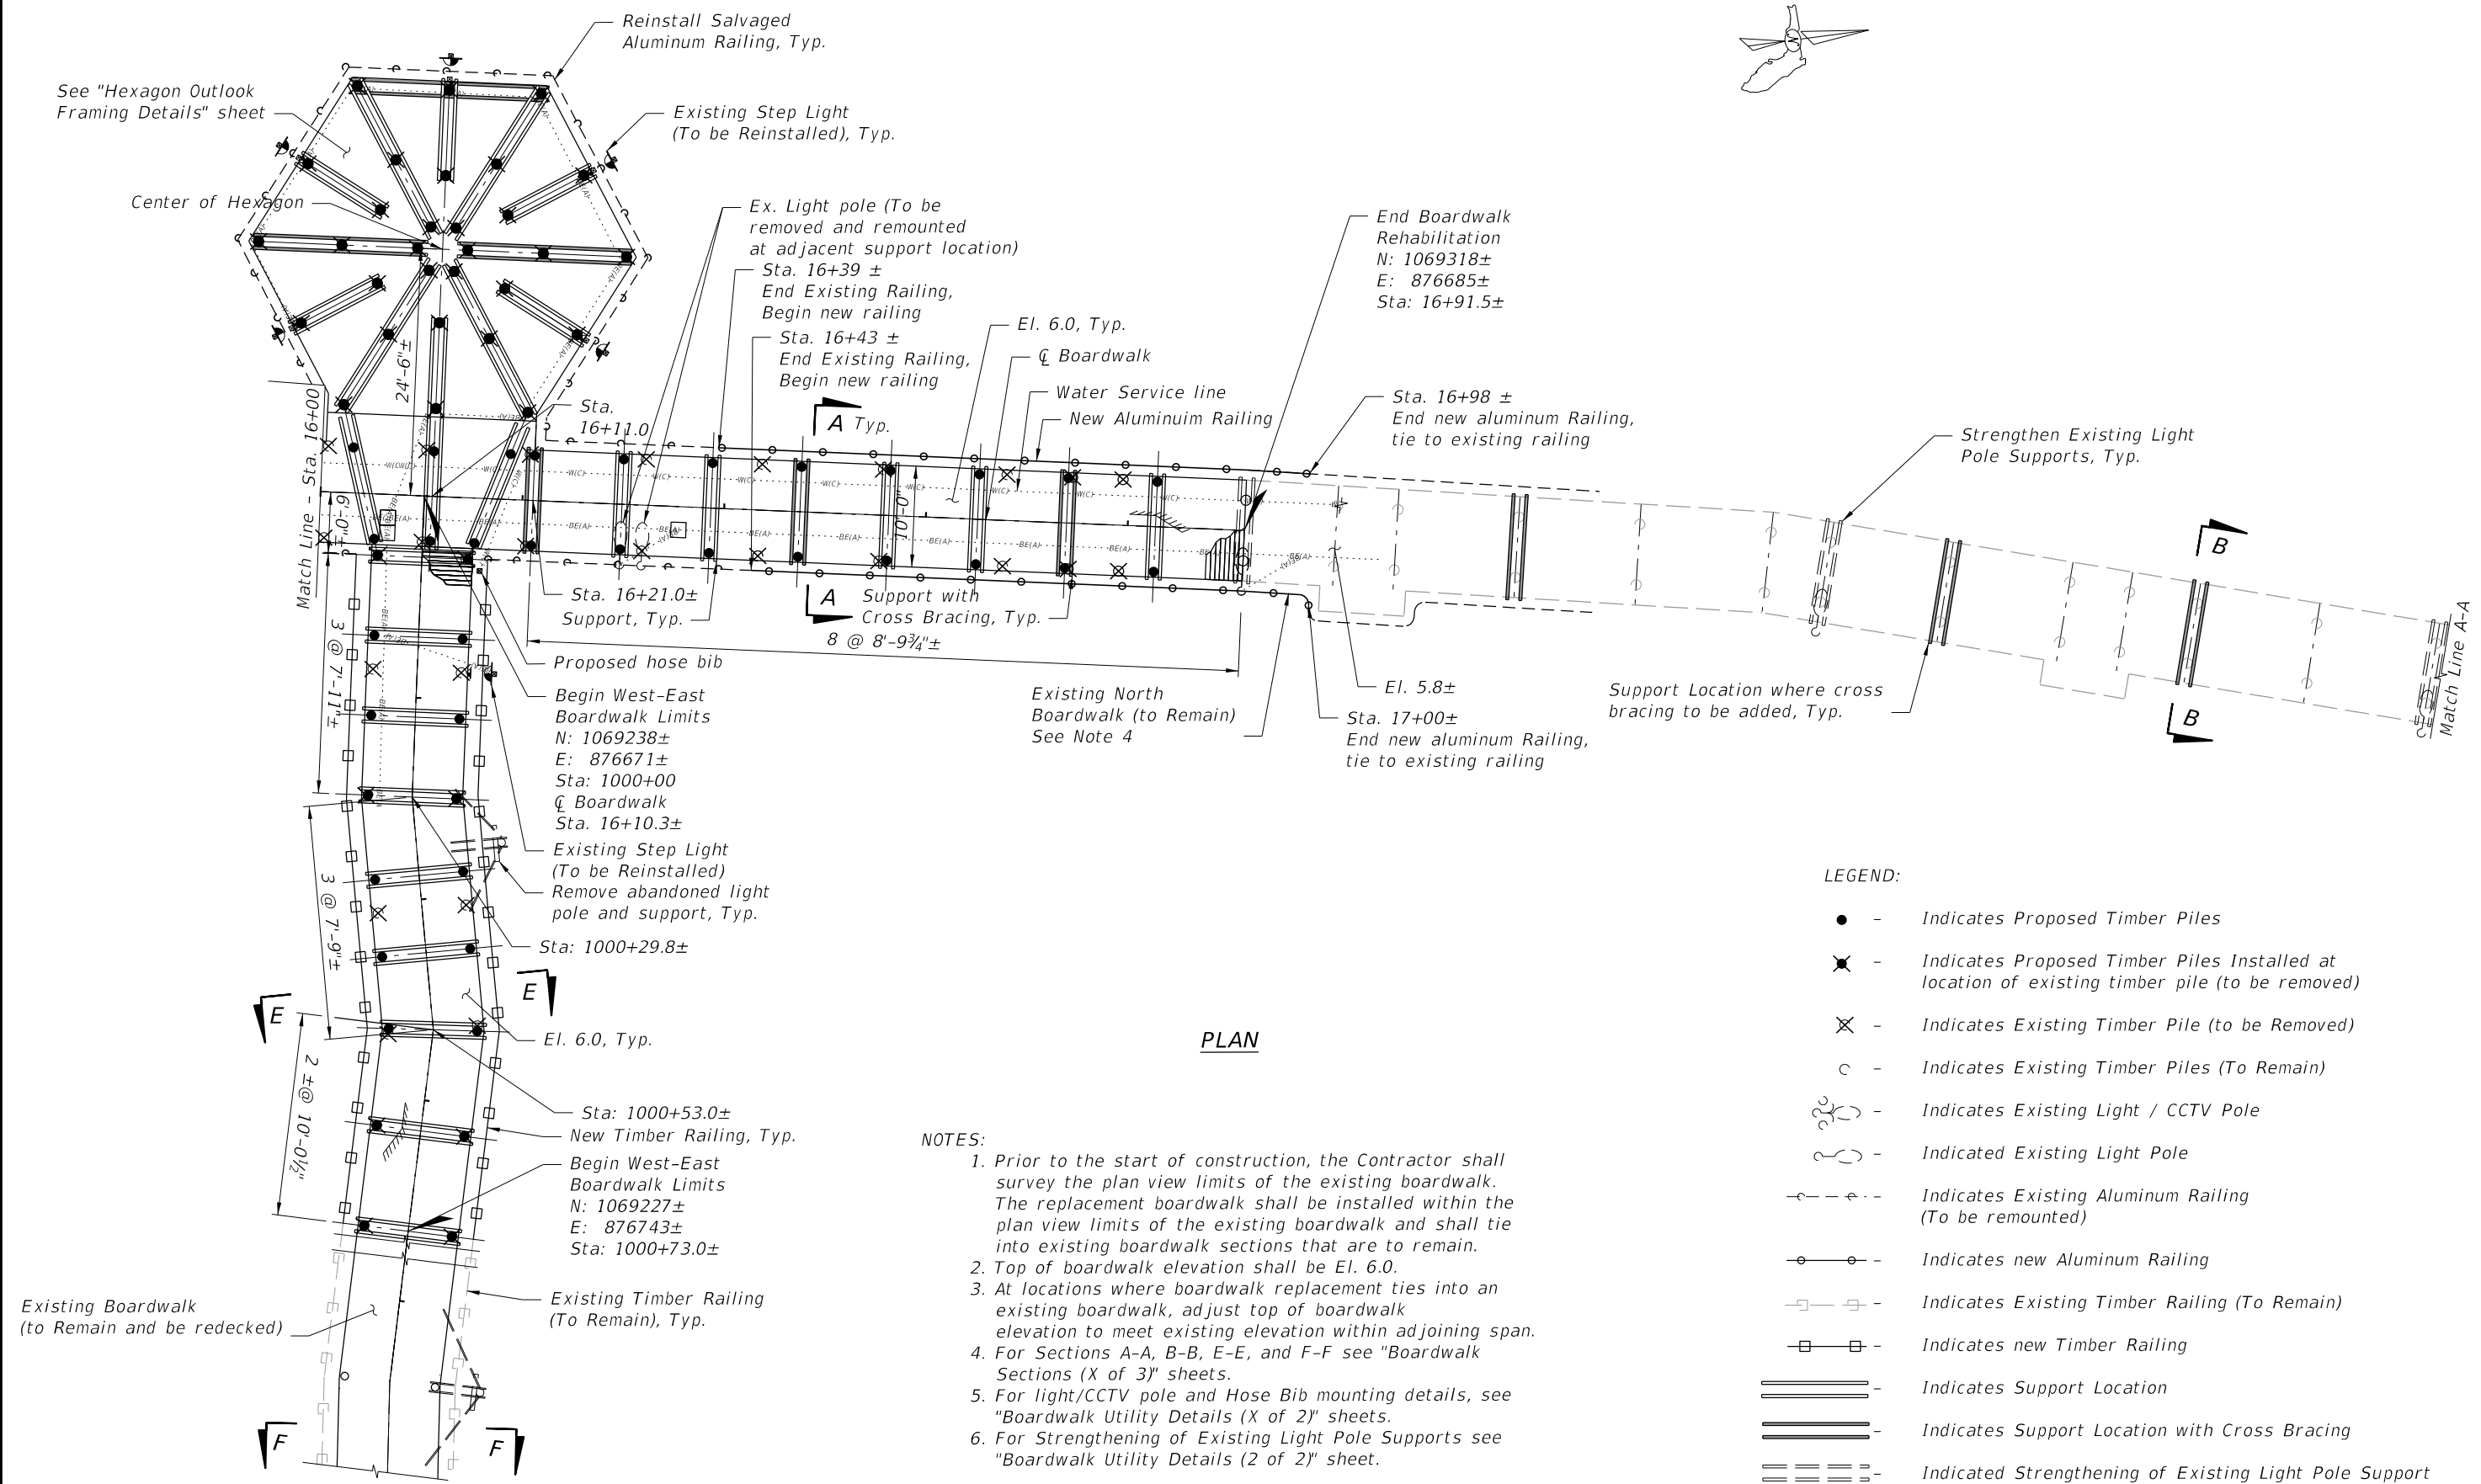 Reinstall Salvaged
Aluminum Railing, Typ.
See "Hexagon Outlook
Framing Details" sheet
Existing Step Light
(To be Reinstalled), Typ.
Center of Hexagon
Ex. Light pole (To be
removed and remounted
at adjacent support location)
Sta. 16+39 ±
End Existing Railing,
Begin new railing
Sta. 16+43 ±
End Existing Railing,
Begin new railing
El. 6.0, Typ.
℄ Boardwalk
Water Service line
New Aluminuim Railing
End Boardwalk
Rehabilitation
N: 1069318±
E: 876685±
Sta: 16+91.5±
Sta. 16+98 ±
End new aluminum Railing,
tie to existing railing
Strengthen Existing Light
Pole Supports, Typ.
24'-6"±
Match Line - Sta. 16+00
Sta.
16+11.0
A Typ.
6'-0"±
10'-0"
W(C)
BE(A)
B
Sta. 16+21.0±
Support, Typ.
A
Support with
Cross Bracing, Typ.
8 @ 8'-9¾"±
3 @ 7'-11"±
Proposed hose bib
Begin West-East
Boardwalk Limits
N: 1069238±
E: 876671±
Sta: 1000+00
℄ Boardwalk
Sta. 16+10.3±
Existing North
Boardwalk (to Remain)
See Note 4
El. 5.8±
Sta. 17+00±
End new aluminum Railing,
tie to existing railing
Support Location where cross
bracing to be added, Typ.
B
Match Line A-A
Existing Step Light
(To be Reinstalled)
Remove abandoned light
pole and support, Typ.
3 @ 7'-9"±
Sta: 1000+29.8±
E
E
El. 6.0, Typ.
2 ±@ 10'-0½"
Sta: 1000+53.0±
New Timber Railing, Typ.
Begin West-East
Boardwalk Limits
N: 1069227±
E: 876743±
Sta: 1000+73.0±
Existing Boardwalk
(to Remain and be redecked)
Existing Timber Railing
(To Remain), Typ.
F
F
PLAN
NOTES:
1. Prior to the start of construction, the Contractor shall
survey the plan view limits of the existing boardwalk.
The replacement boardwalk shall be installed within the
plan view limits of the existing boardwalk and shall tie
into existing boardwalk sections that are to remain.
2. Top of boardwalk elevation shall be El. 6.0.
3. At locations where boardwalk replacement ties into an
existing boardwalk, adjust top of boardwalk
elevation to meet existing elevation within adjoining span.
4. For Sections A-A, B-B, E-E, and F-F see "Boardwalk
Sections (X of 3)" sheets.
5. For light/CCTV pole and Hose Bib mounting details, see
"Boardwalk Utility Details (X of 2)" sheets.
6. For Strengthening of Existing Light Pole Supports see
"Boardwalk Utility Details (2 of 2)" sheet.
LEGEND:
- Indicates Proposed Timber Piles
- Indicates Proposed Timber Piles Installed at
location of existing timber pile (to be removed)
- Indicates Existing Timber Pile (to be Removed)
- Indicates Existing Timber Piles (To Remain)
- Indicates Existing Light / CCTV Pole
- Indicated Existing Light Pole
- Indicates Existing Aluminum Railing
(To be remounted)
- Indicates new Aluminum Railing
- Indicates Existing Timber Railing (To Remain)
- Indicates new Timber Railing
- Indicates Support Location
- Indicates Support Location with Cross Bracing
- Indicated Strengthening of Existing Light Pole Support